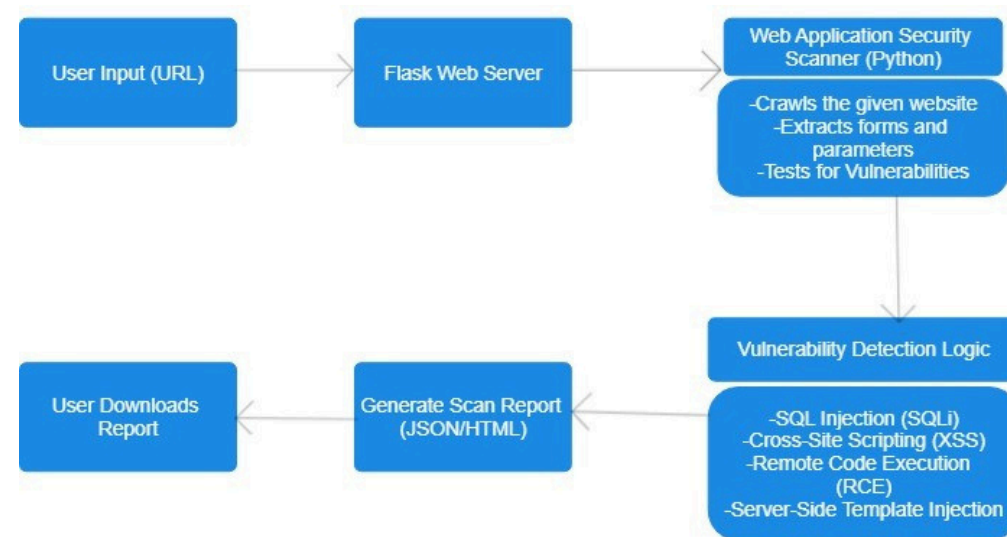 User Input (URL)
Flask Web Server
Web Application Security
Scanner (Python)
-Crawls the given website
-Extracts forms and
parameters
-Tests for Vulnerabilities
Vulnerability Detection Logic
-SQL Injection (SQLi)
-Cross-Site Scripting (XSS)
-Remote Code Execution
(RCE)
-Server-Side Template Injection
Generate Scan Report
(JSON/HTML)
User Downloads
Report